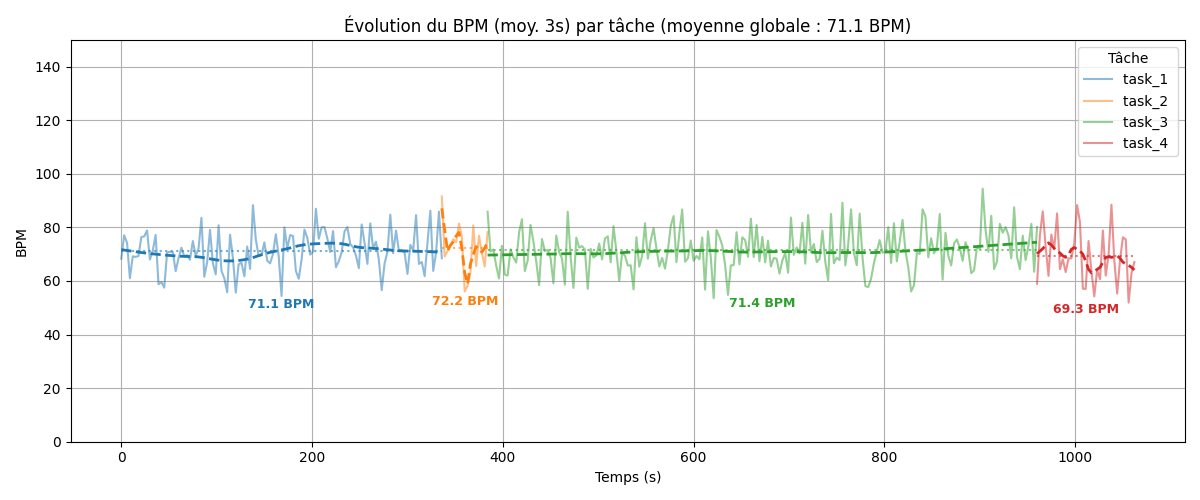 Évolution du BPM (moy. 3s) par tâche (moyenne globale : 71.1 BPM)
Tâche
task_1
task_2
task_3
task_4
140
120
100
80
60
40
20
0
BPM
71.1 BPM
72.2 BPM
71.4 BPM
69.3 BPM
0 200 400 600 800 1000
Temps (s)